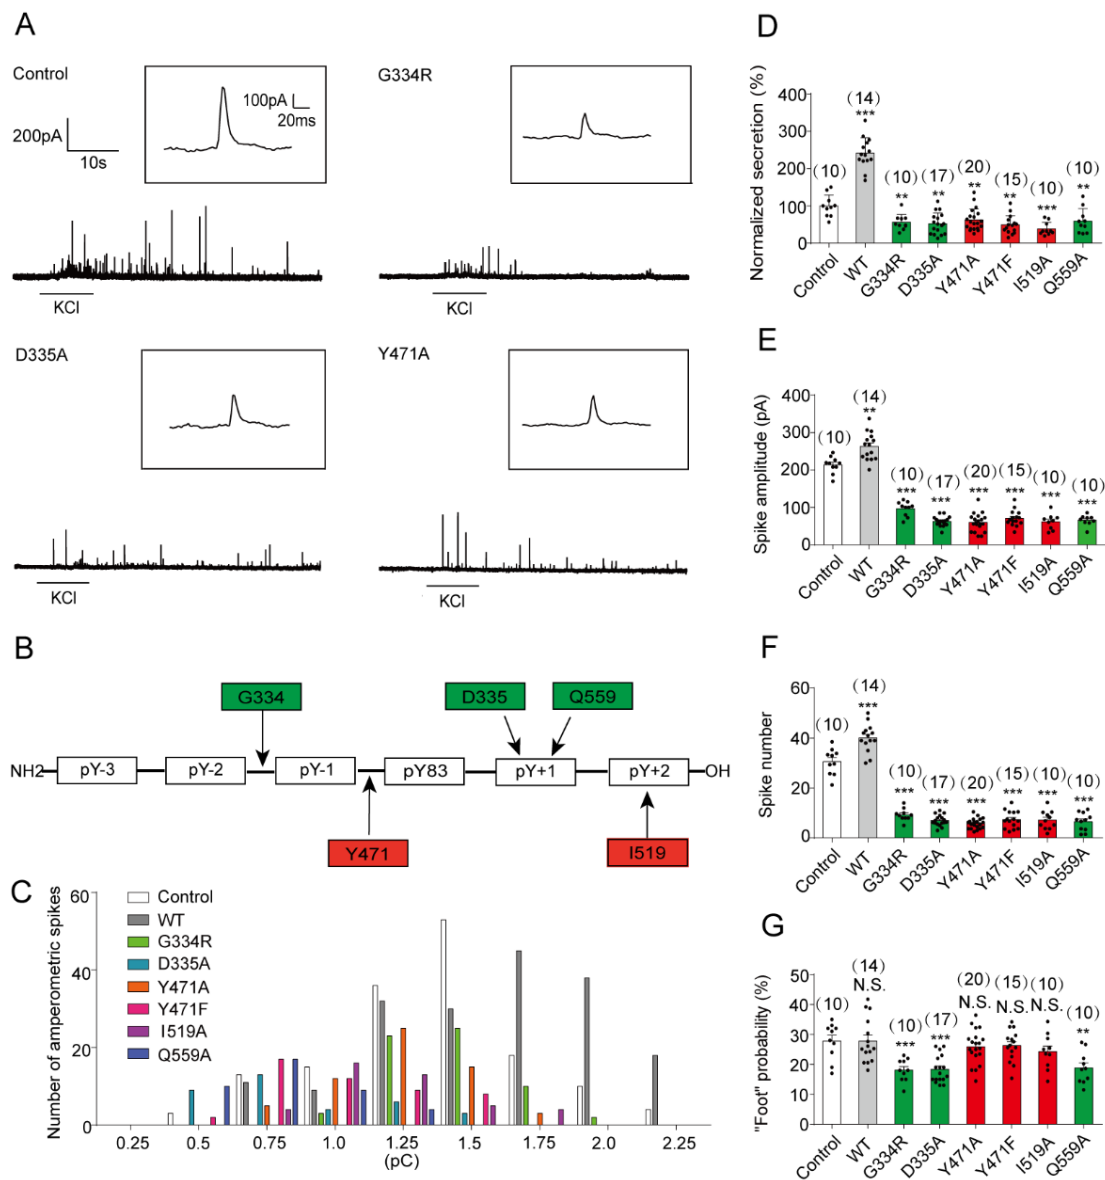 A
Control
200pA
10s
100pA
20ms
KCl
G334R
KCl
D335A
KCl
Y471A
KCl
B
G334
D335
Q559
NH2
pY-3
pY-2
pY-1
pY83
pY+1
pY+2
OH
Y471
I519
C
Number of amperometric spikes
60
40
20
0
Control
WT
G334R
D335A
Y471A
Y471F
I519A
Q559A
0.25
0.5
0.75
1.0
1.25
1.5
1.75
2.0
2.25
(pC)
D
Normalized secretion (%)
400
300
200
100
0
(10)
(14)
***
(10)
**
(17)
**
(20)
**
(15)
**
(10)
***
(10)
**
Control
WT
G334R
D335A
Y471A
Y471F
I519A
Q559A
E
Spike amplitude (pA)
400
300
200
100
0
(10)
(14)
**
(10)
***
(17)
***
(20)
***
(15)
***
(10)
***
(10)
***
Control
WT
G334R
D335A
Y471A
Y471F
I519A
Q559A
F
Spike number
60
40
20
0
(10)
(14)
***
(10)
***
(17)
***
(20)
***
(15)
***
(10)
***
(10)
***
Control
WT
G334R
D335A
Y471A
Y471F
I519A
Q559A
G
"Foot" probability (%)
50
40
30
20
10
0
(10)
(14)
N.S.
(10)
***
(17)
***
(20)
N.S.
(15)
N.S.
(10)
N.S.
(10)
**
Control
WT
G334R
D335A
Y471A
Y471F
I519A
Q559A